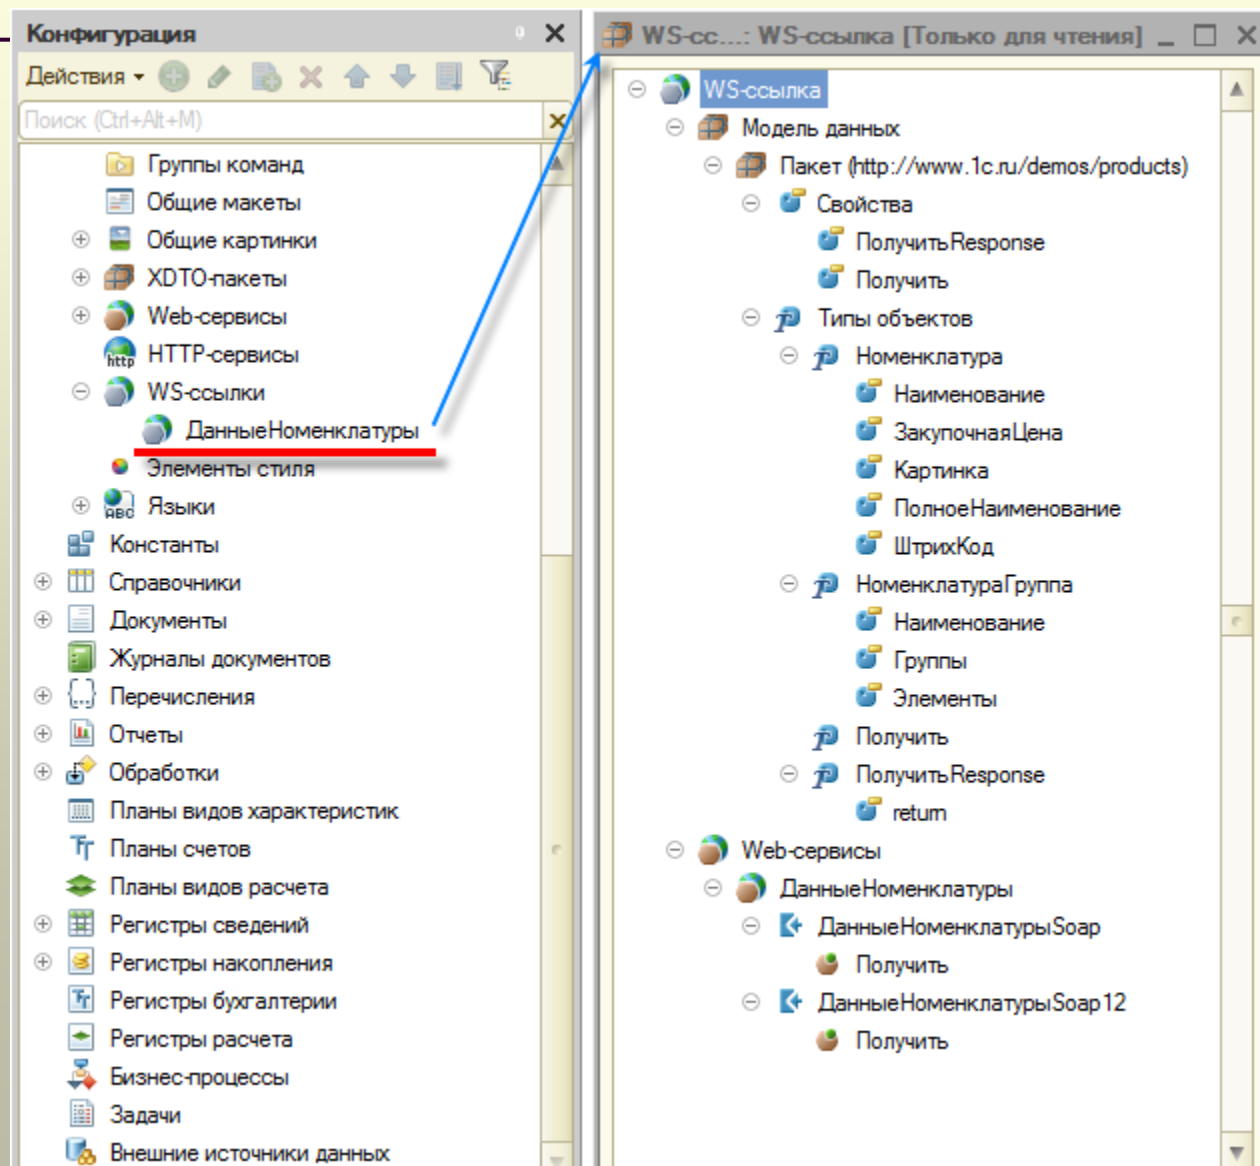 Конфигурация
Действия
Поиск (Ctrl+Alt+M)
Группы команд
Общие макеты
Общие картинки
XDTO-пакеты
Web-сервисы
http
HTTP-сервисы
WS-ссылки
ДанныеНоменклатуры
Элементы стиля
ABC
Языки
Константы
Справочники
Документы
Журналы документов
Перечисления
Отчеты
Обработки
Планы видов характеристик
Планы счетов
Планы видов расчета
Регистры сведений
Регистры накопления
Регистры бухгалтерии
Регистры расчета
Бизнес-процессы
Задачи
Внешние источники данных
WS-сс...: WS-ссылка [Только для чтения]
WS-ссылка
Модель данных
Пакет (http://www.1c.ru/demos/products)
Свойства
ПолучитьResponse
Получить
Типы объектов
Номенклатура
Наименование
ЗакупочнаяЦена
Картинка
ПолноеНаименование
ШтрихКод
НоменклатураГруппа
Наименование
Группы
Элементы
Получить
ПолучитьResponse
return
Web-сервисы
ДанныеНоменклатуры
ДанныеНоменклатурыSoap
Получить
ДанныеНоменклатурыSoap12
Получить